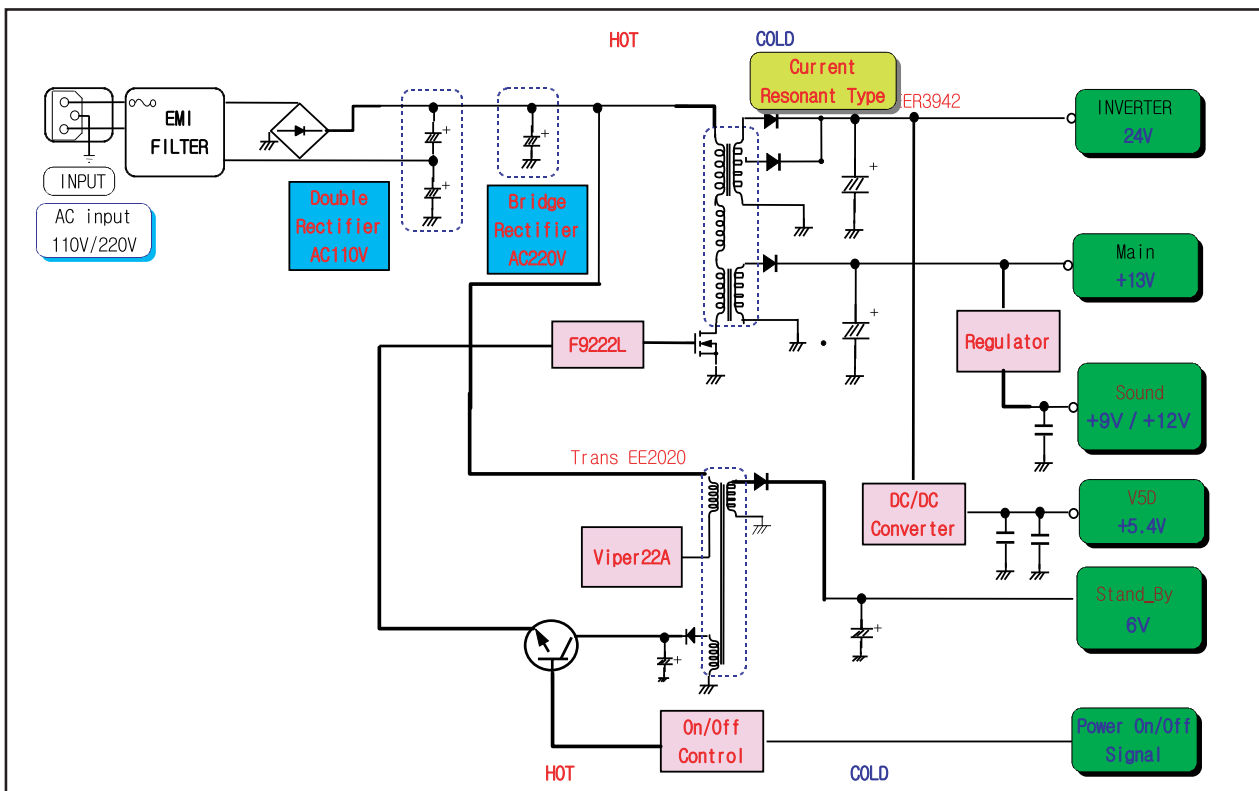 HOT
COLD
Current
Resonant Type
ER3942
EMI
FILTER
INPUT
AC input
110V/220V
Double
Rectifier
AC110V
Bridge
Rectifier
AC220V
INVERTER
24V
Main
+13V
F9222L
Regulator
Sound
+9V / +12V
Trans EE2020
DC/DC
Converter
V5D
+5.4V
Viper22A
Stand_By
6V
On/Off
Control
Power On/Off
Signal
HOT
COLD
+
+
+
+
+
+
+